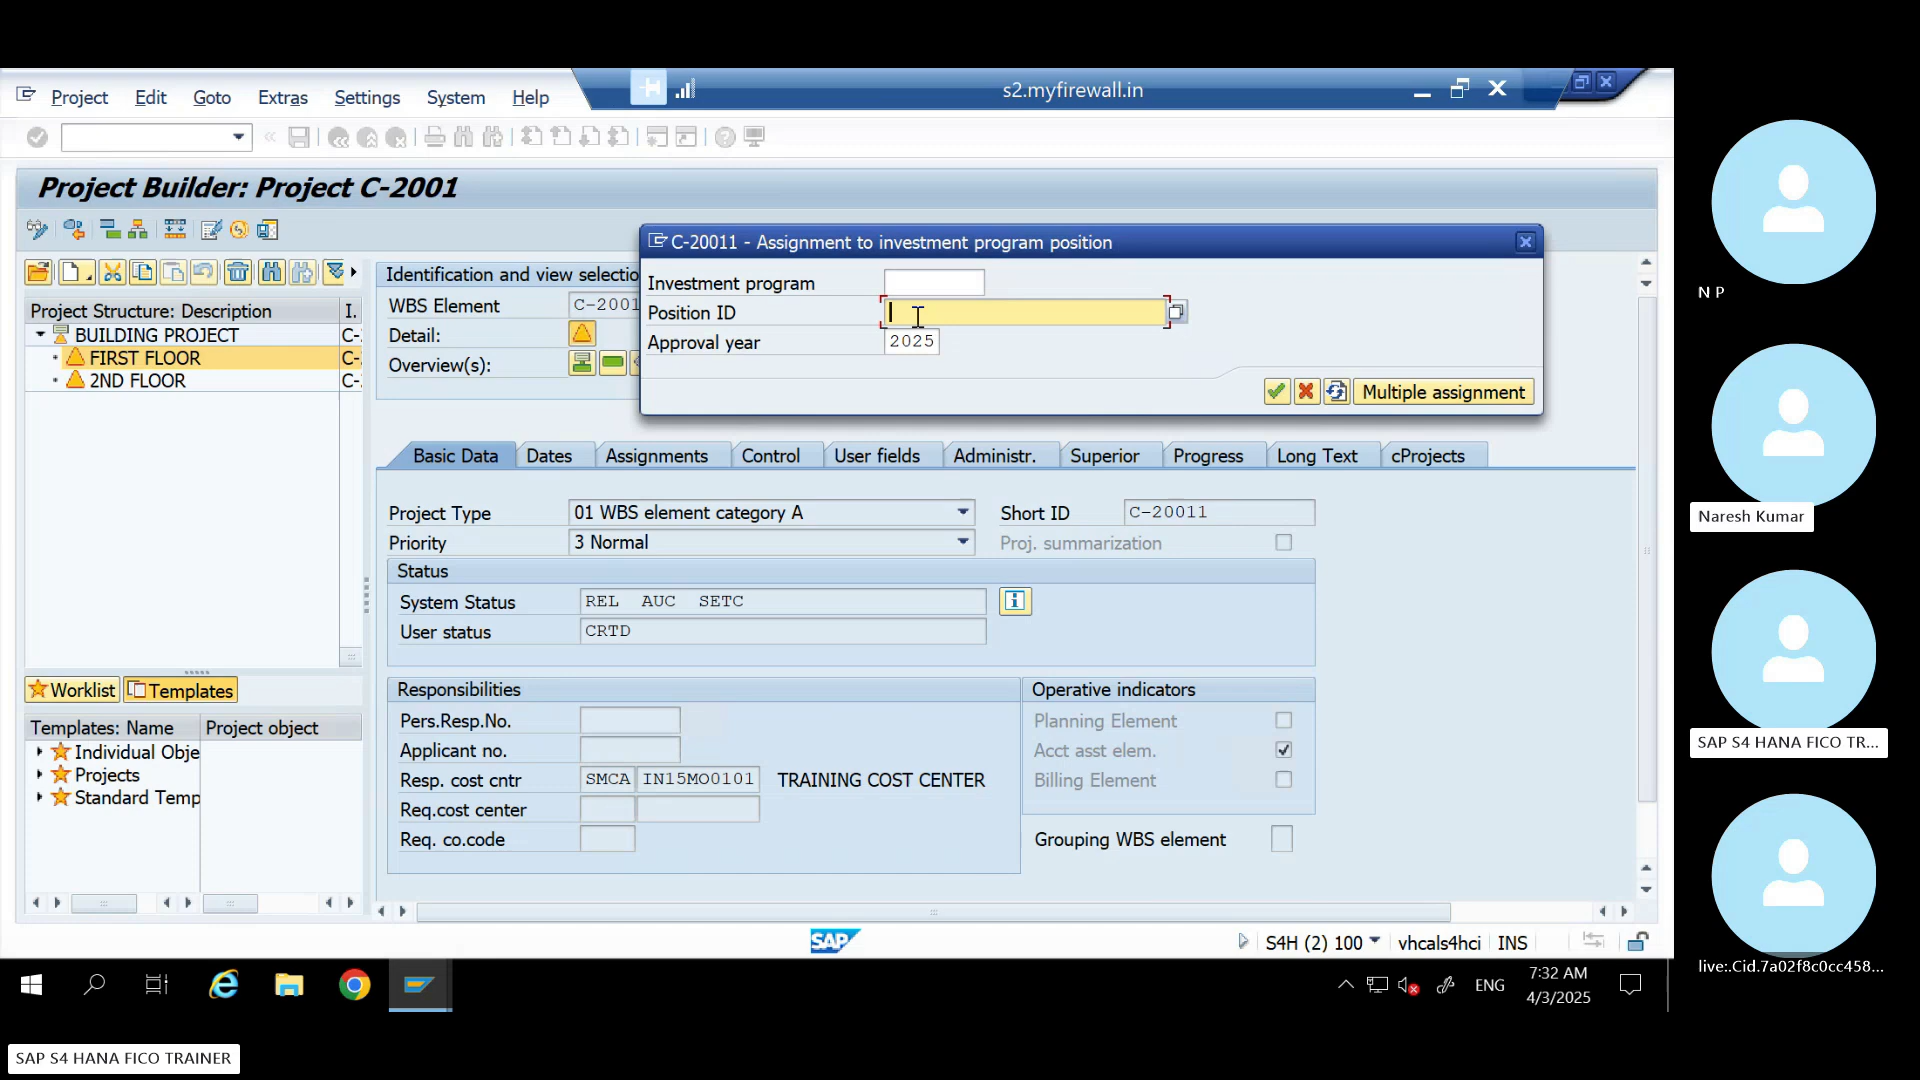 s2.myfirewall.in
Project Edit Goto Extras Settings System Help
Project Builder: Project C-2001
C-20011 - Assignment to investment program position
Investment program
Position ID
Approval year 2025
Multiple assignment
Identification and view selectio
WBS Element C-2001
Detail:
Overview(s):
Project Structure: Description I.
BUILDING PROJECT C-
FIRST FLOOR C-
2ND FLOOR C-
Basic Data Dates Assignments Control User fields Administr. Superior Progress Long Text cProjects
Project Type 01 WBS element category A Short ID C-20011
Priority 3 Normal Proj. summarization
Status
System Status REL AUC SETC
User status CRTD
Responsibilities Operative indicators
Pers.Resp.No. Planning Element
Applicant no. Acct asst elem.
Resp. cost cntr SMCA IN15MO0101 TRAINING COST CENTER Billing Element
Req.cost center
Req. co.code Grouping WBS element
Worklist Templates
Templates: Name Project object
Individual Obje
Projects
Standard Temp
SAP S4H (2) 100 vhcals4hci INS
ENG 7:32 AM
4/3/2025
N P
Naresh Kumar
SAP S4 HANA FICO TR...
live:.Cid.7a02f8c0cc458...
SAP S4 HANA FICO TRAINER